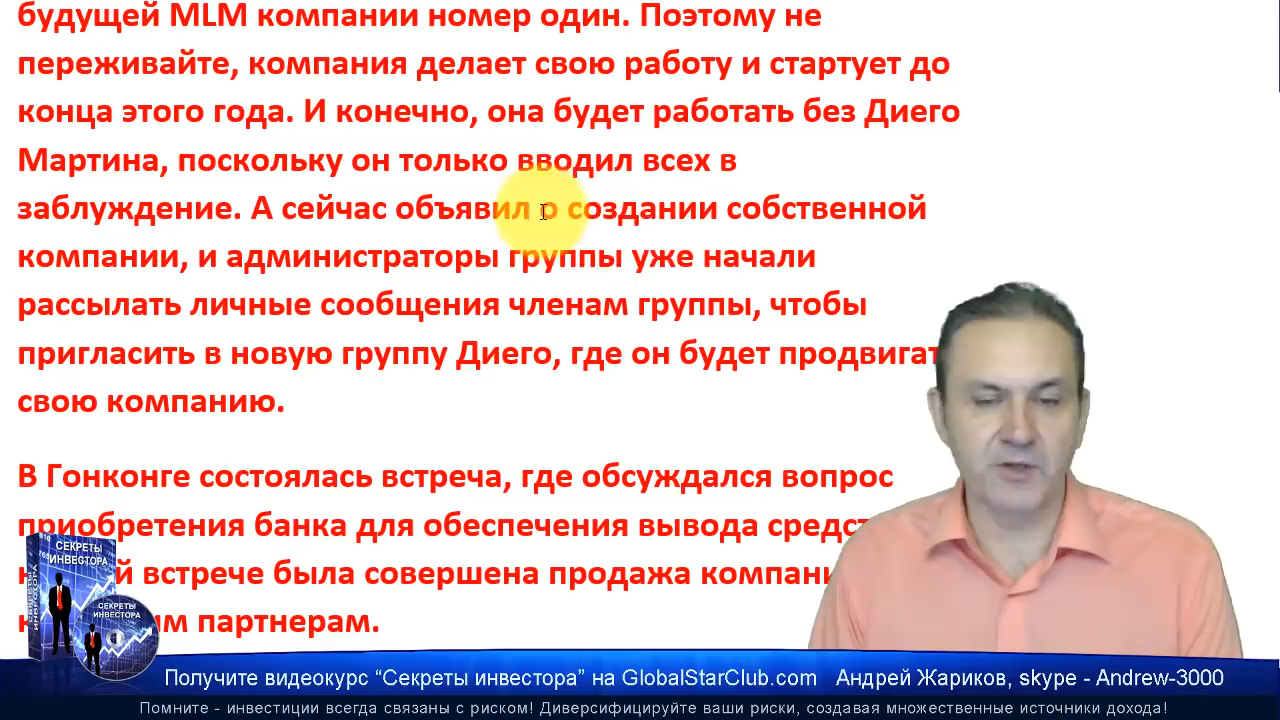 будущей MLM компании номер один. Поэтому не
переживайте, компания делает свою работу и стартует до
конца этого года. И конечно, она будет работать без Диего
Мартина, поскольку он только вводил всех в
заблуждение. А сейчас объявил о создании собственной
компании, и администраторы группы уже начали
рассылать личные сообщения членам группы, чтобы
пригласить в новую группу Диего, где он будет продвигат
свою компанию.
В Гонконге состоялась встреча, где обсуждался вопрос
приобретения банка для обеспечения вывода средст
встрече была совершена продажа компани
партнерам.
СЕКРЕТЫ
ИНВЕСТОРА
СЕКРЕТЫ
ИНВЕСТОРА
Получите видеокурс “Секреты инвестора” на GlobalStarClub.com Андрей Жариков, skype - Andrew-3000
Помните - инвестиции всегда связаны с риском! Диверсифицируйте ваши риски, создавая множественные источники дохода!